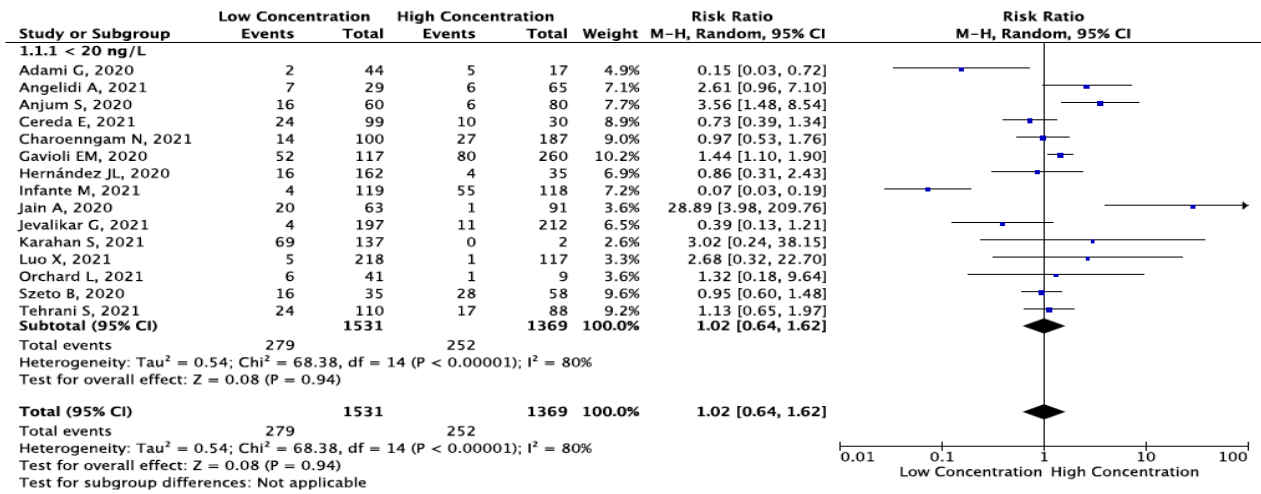 Low Concentration High Concentration Risk Ratio Risk Ratio
Study or Subgroup Events Total Events Total Weight M-H, Random, 95% CI M-H, Random, 95% CI
1.1.1 < 20 ng/L
Adami G, 2020 2 44 5 17 4.9% 0.15 [0.03, 0.72]
Angelidi A, 2021 7 29 6 65 7.1% 2.61 [0.96, 7.10]
Anjum S, 2020 16 60 6 80 7.7% 3.56 [1.48, 8.54]
Cereda E, 2021 24 99 10 30 8.9% 0.73 [0.39, 1.34]
Charoenngam N, 2021 14 100 27 187 9.0% 0.97 [0.53, 1.76]
Gavioli EM, 2020 52 117 80 260 10.2% 1.44 [1.10, 1.90]
Hernández JL, 2020 16 162 4 35 6.9% 0.86 [0.31, 2.43]
Infante M, 2021 4 119 55 118 7.2% 0.07 [0.03, 0.19]
Jain A, 2020 20 63 1 91 3.6% 28.89 [3.98, 209.76]
Jevalikar G, 2021 4 197 11 212 6.5% 0.39 [0.13, 1.21]
Karahan S, 2021 69 137 0 2 2.6% 3.02 [0.24, 38.15]
Luo X, 2021 5 218 1 117 3.3% 2.68 [0.32, 22.70]
Orchard L, 2021 6 41 1 9 3.6% 1.32 [0.18, 9.64]
Szeto B, 2020 16 35 28 58 9.6% 0.95 [0.60, 1.48]
Tehrani S, 2021 24 110 17 88 9.2% 1.13 [0.65, 1.97]
Subtotal (95% CI) 1531 1369 100.0% 1.02 [0.64, 1.62]
Total events 279 252
Heterogeneity: Tau² = 0.54; Chi² = 68.38, df = 14 (P < 0.00001); I² = 80%
Test for overall effect: Z = 0.08 (P = 0.94)
Total (95% CI) 1531 1369 100.0% 1.02 [0.64, 1.62]
Total events 279 252
Heterogeneity: Tau² = 0.54; Chi² = 68.38, df = 14 (P < 0.00001); I² = 80%
Test for overall effect: Z = 0.08 (P = 0.94)
Test for subgroup differences: Not applicable
0.01 0.1 1 10 100
Low Concentration High Concentration